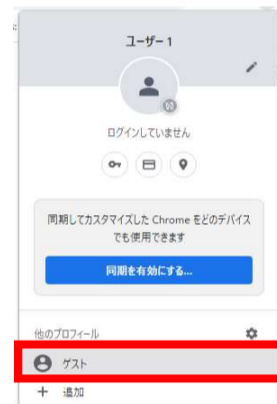 ユーザー 1
ログインしていません
同期してカスタマイズした Chrome をどのデバイス
でも使用できます
同期を有効にする...
他のプロフィール
ゲスト
+ 追加